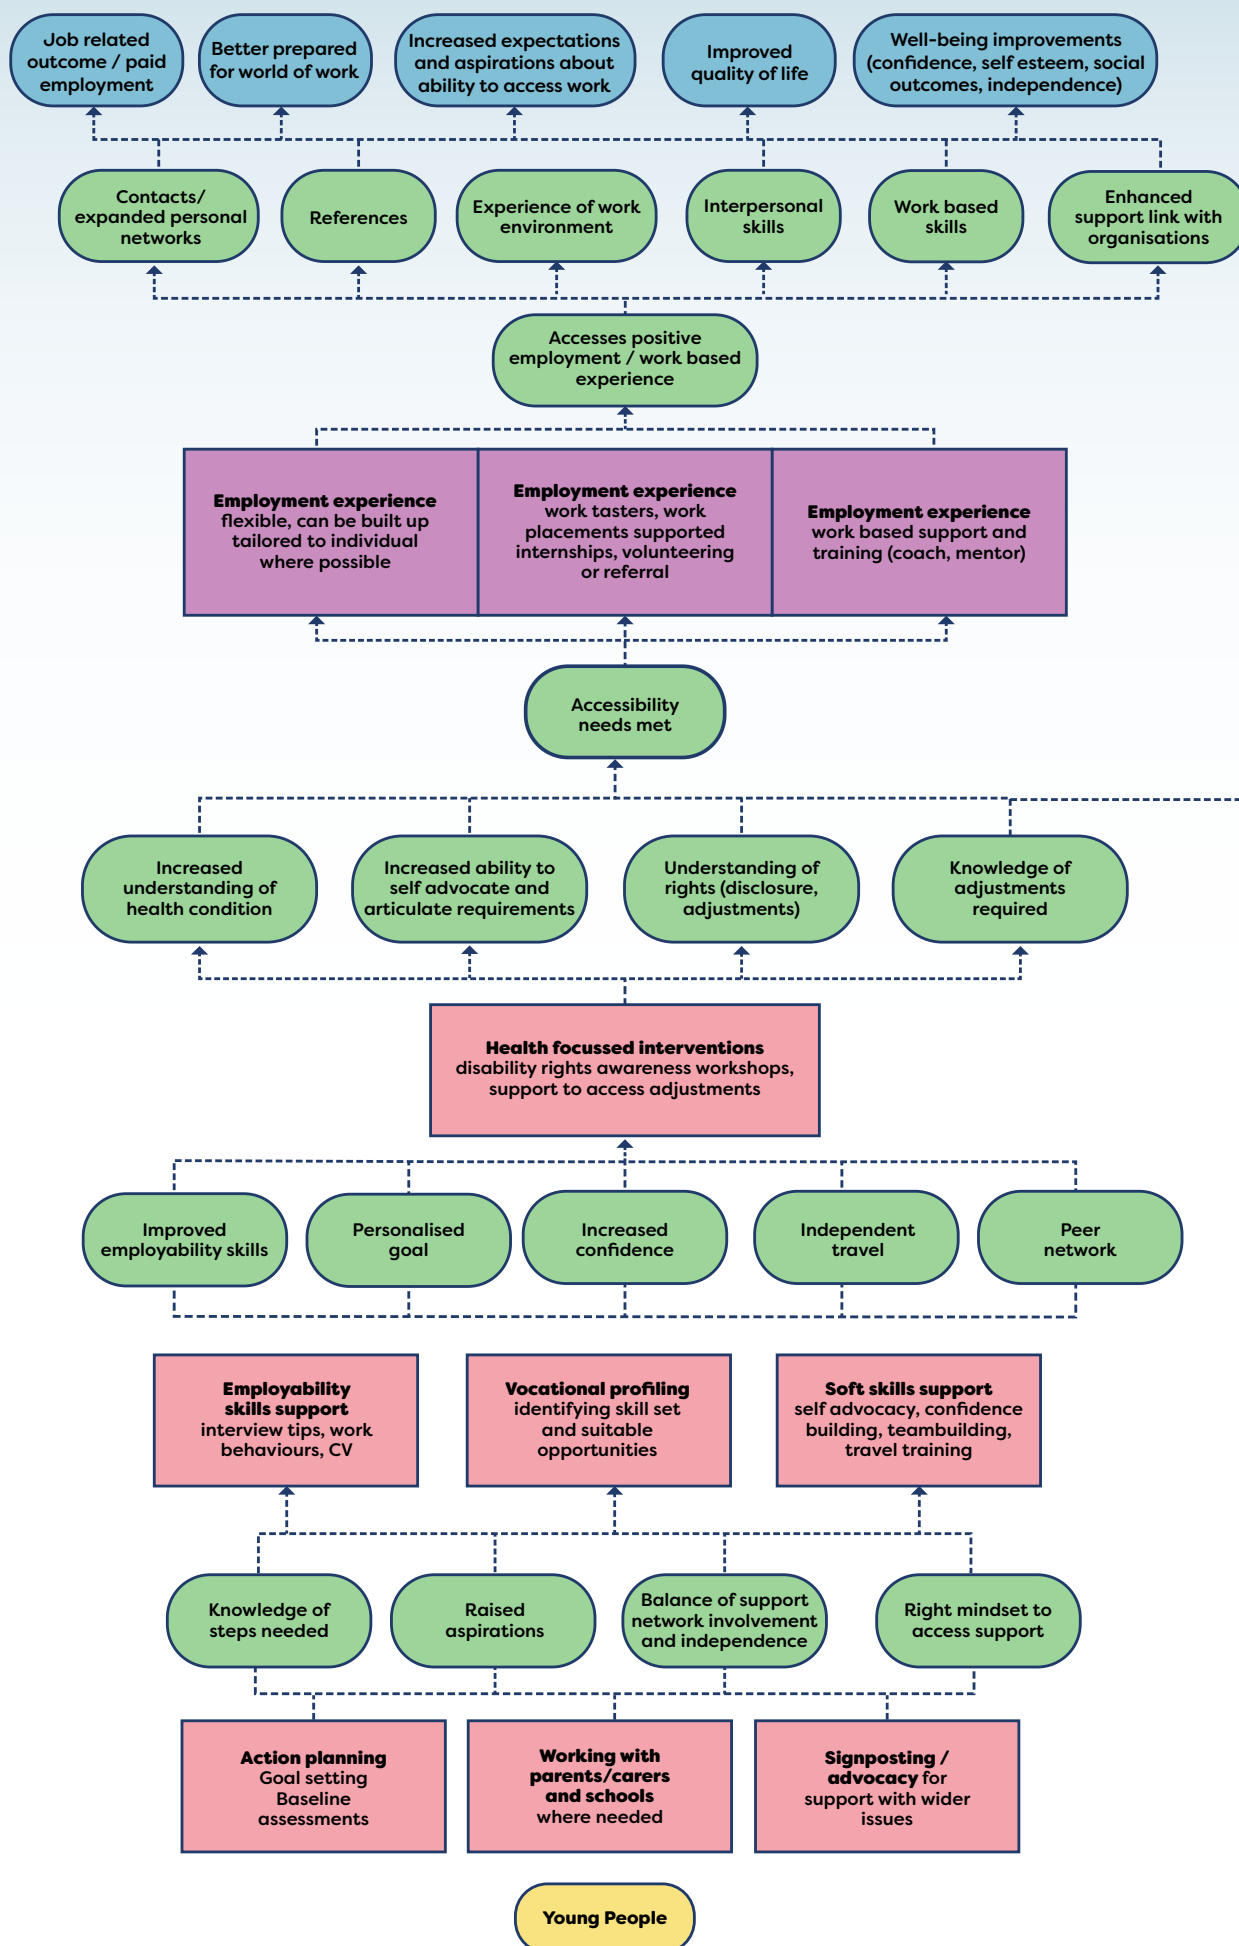 Job related
outcome / paid
employment
Better prepared
for world of work
Increased expectations
and aspirations about
ability to access work
Improved
quality of life
Well-being improvements
(confidence, self esteem, social
outcomes, independence)
Contacts/
expanded personal
networks
References
Experience of work
environment
Interpersonal
skills
Work based
skills
Enhanced
support link with
organisations
Accesses positive
employment / work based
experience
Employment experience
flexible, can be built up
tailored to individual
where possible
Employment experience
work tasters, work
placements supported
internships, volunteering
or referral
Employment experience
work based support and
training (coach, mentor)
Accessibility
needs met
Increased
understanding of
health condition
Increased ability to
self advocate and
articulate requirements
Understanding of
rights (disclosure,
adjustments)
Knowledge of
adjustments
required
Health focussed interventions
disability rights awareness workshops,
support to access adjustments
Improved
employability skills
Personalised
goal
Increased
confidence
Independent
travel
Peer
network
Employability
skills support
interview tips, work
behaviours, CV
Vocational profiling
identifying skill set
and suitable
opportunities
Soft skills support
self advocacy, confidence
building, teambuilding,
travel training
Knowledge of
steps needed
Raised
aspirations
Balance of support
network involvement
and independence
Right mindset to
access support
Action planning
Goal setting
Baseline
assessments
Working with
parents/carers
and schools
where needed
Signposting /
advocacy for
support with wider
issues
Young People